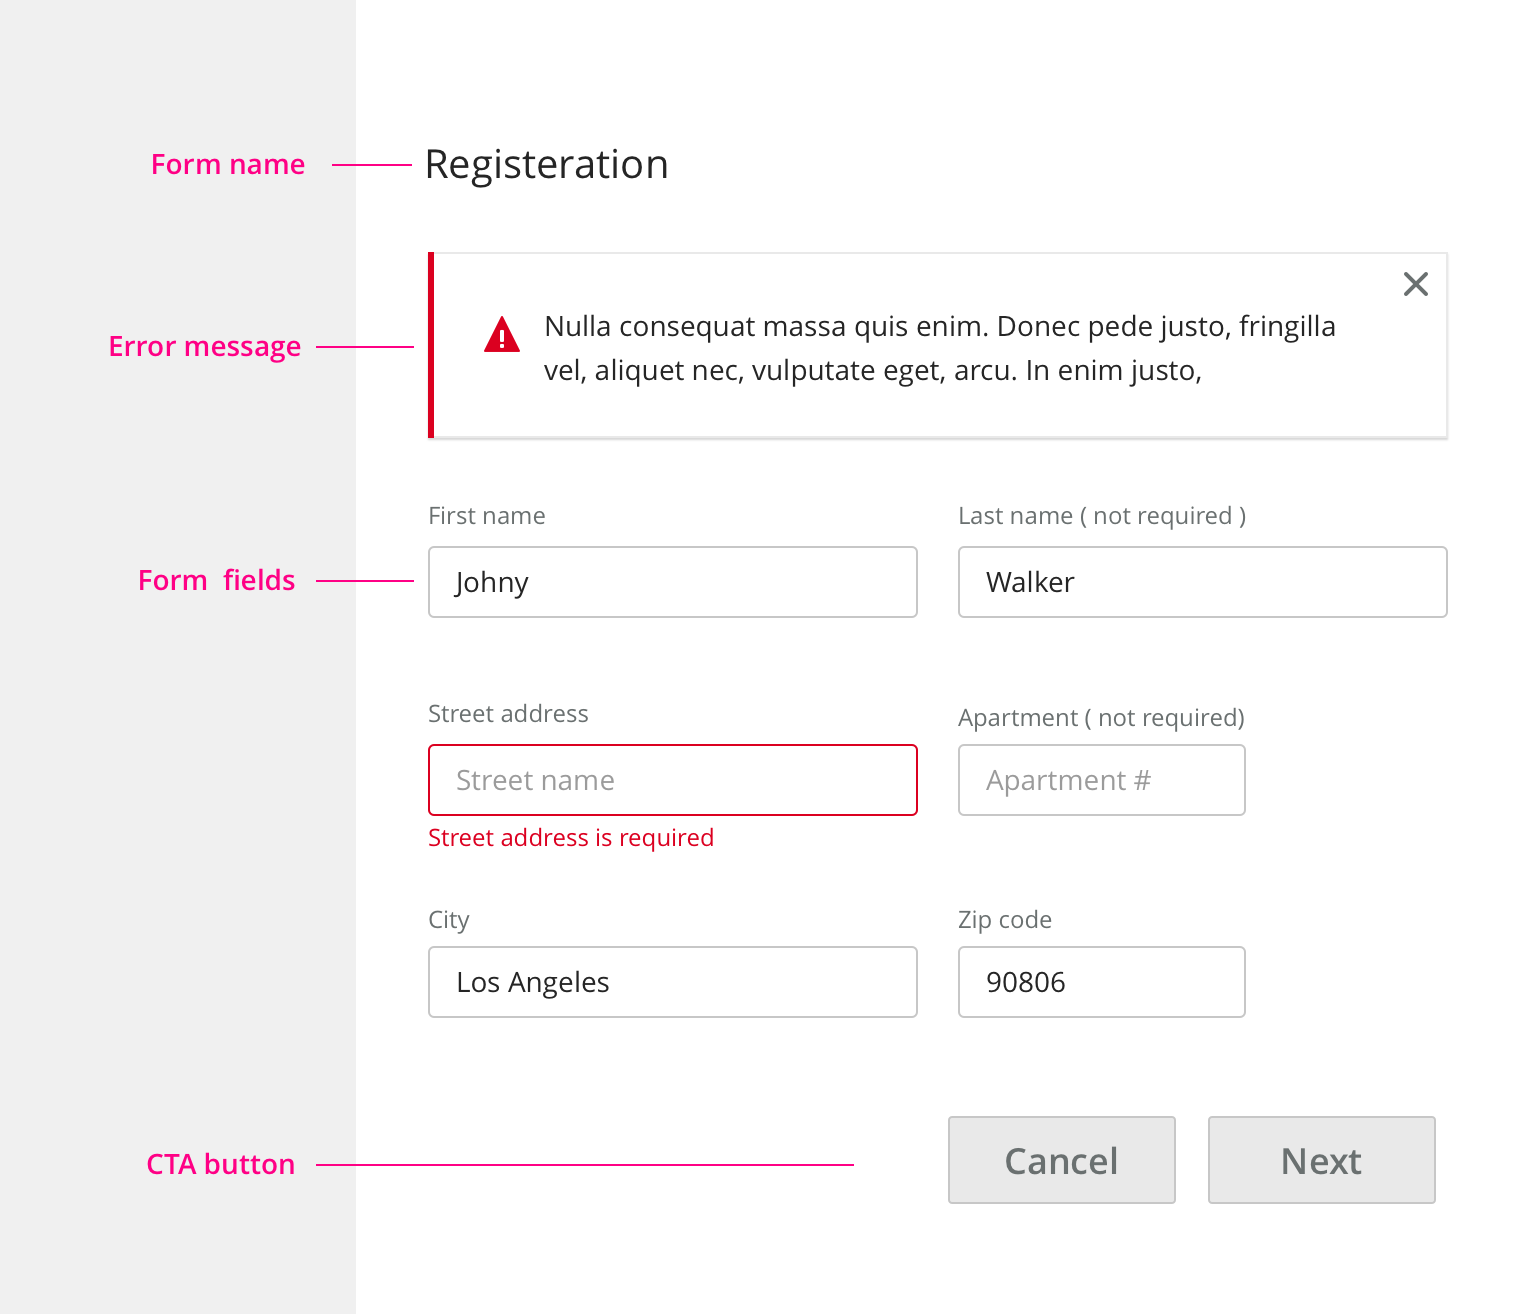 Form name
Registeration
Error message
Nulla consequat massa quis enim. Donec pede justo, fringilla
vel, aliquet nec, vulputate eget, arcu. In enim justo,
First name
Last name ( not required )
Form  fields
Johny
Walker
Street address
Apartment ( not required)
Street name
Apartment #
Street address is required
City
Zip code
Los Angeles
90806
CTA button
Cancel
Next